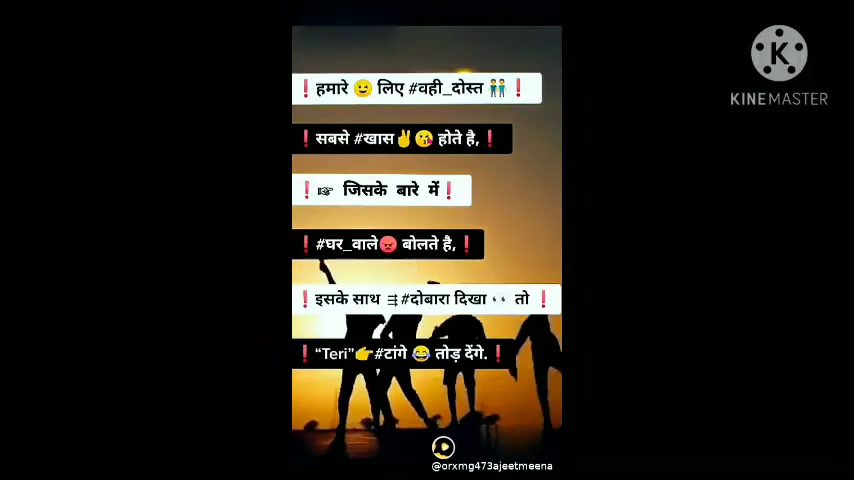 ❗हमारे 😉 लिए #वही_दोस्त 👬❗
❗सबसे #खास✌😘 होते है,❗
❗☞ जिसके बारे में❗
❗#घर_वाले😡 बोलते है,❗
❗इसके साथ ⇶#दोबारा दिखा 👀 तो ❗
❗“Teri”👉#टांगे 😂 तोड़ देंगे.❗
KINEMASTER
@orxmg473ajeetmeena